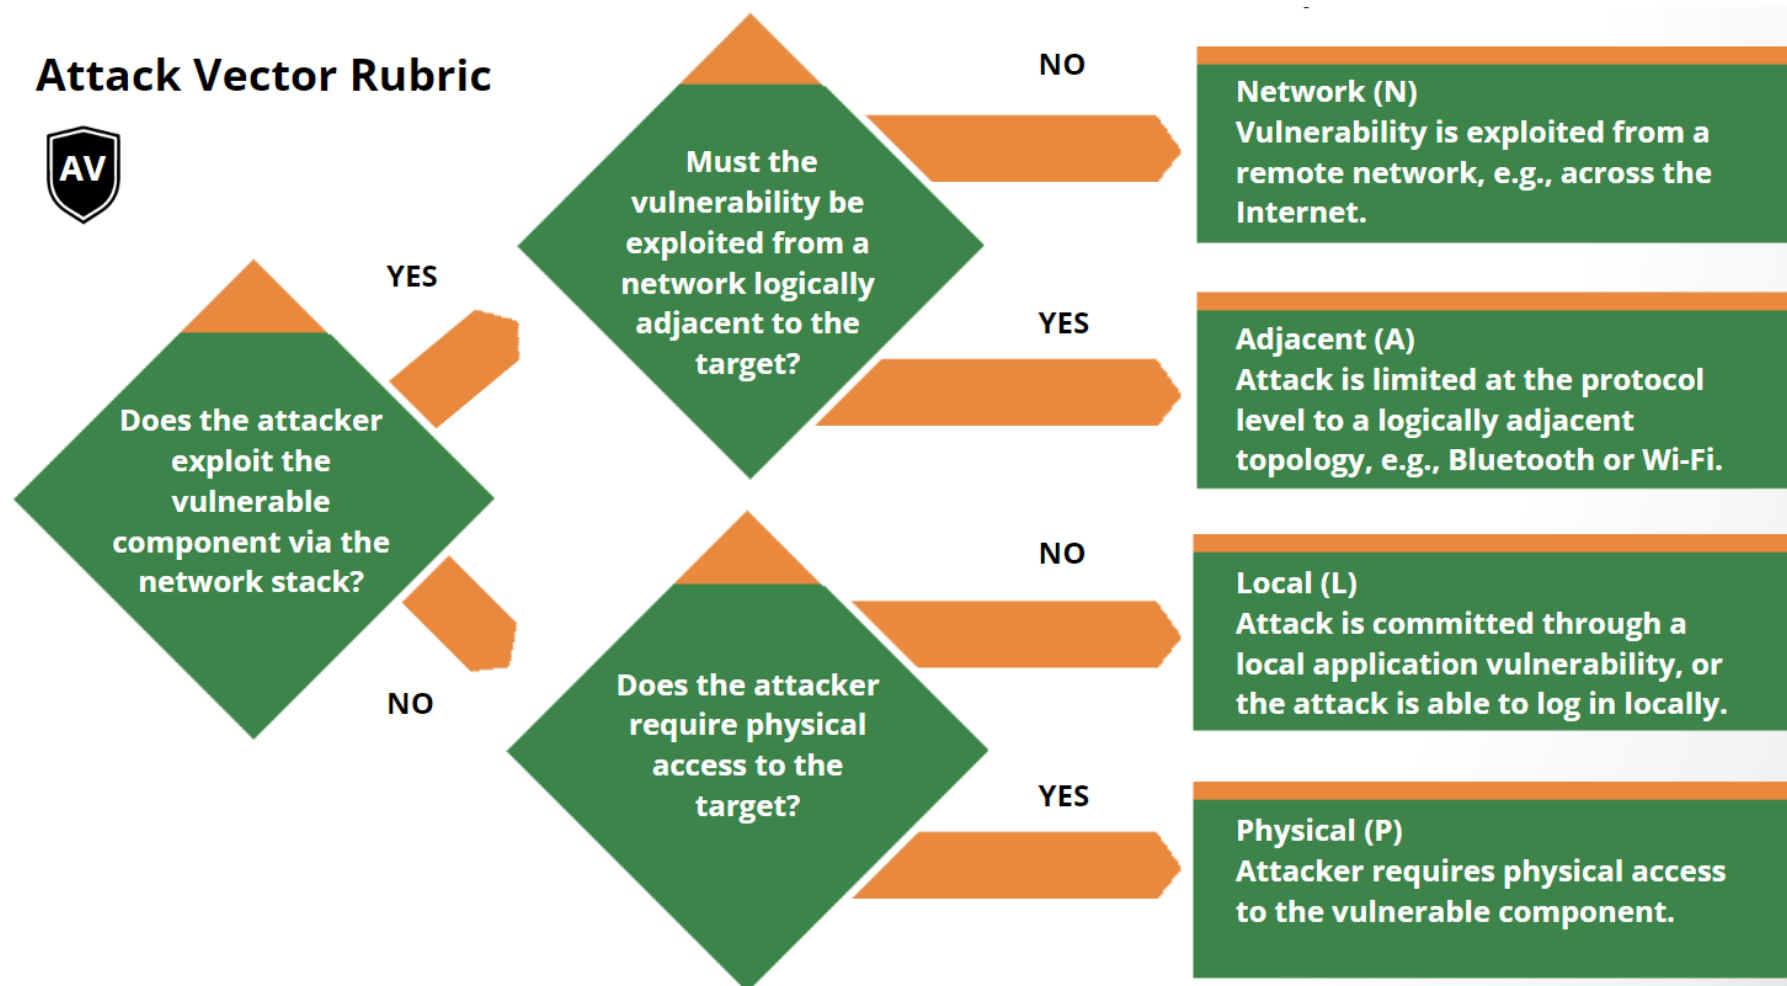 Attack Vector Rubric
AV
Does the attacker
exploit the
vulnerable
component via the
network stack?
YES
NO
Must the
vulnerability be
exploited from a
network logically
adjacent to the
target?
NO
YES
Does the attacker
require physical
access to the
target?
NO
YES
Network (N)
Vulnerability is exploited from a
remote network, e.g., across the
Internet.
Adjacent (A)
Attack is limited at the protocol
level to a logically adjacent
topology, e.g., Bluetooth or Wi-Fi.
Local (L)
Attack is committed through a
local application vulnerability, or
the attack is able to log in locally.
Physical (P)
Attacker requires physical access
to the vulnerable component.